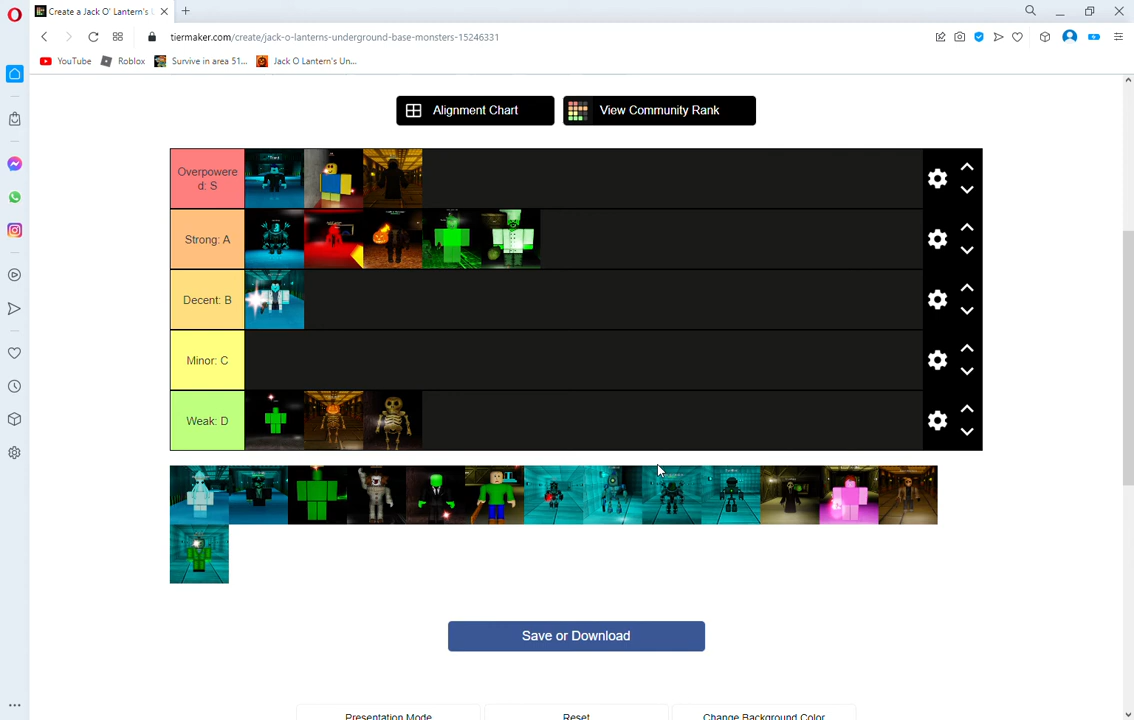 Create a Jack O' Lantern's
tiermaker.com/create/jack-o-lanterns-underground-base-monsters-15246331
YouTube Roblox Survive in area 51... Jack O Lantern's Un...
Alignment Chart View Community Rank
Overpowere
d: S
Strong: A
Decent: B
Minor: C
Weak: D
Save or Download
Presentation Mode Reset Change Background Color